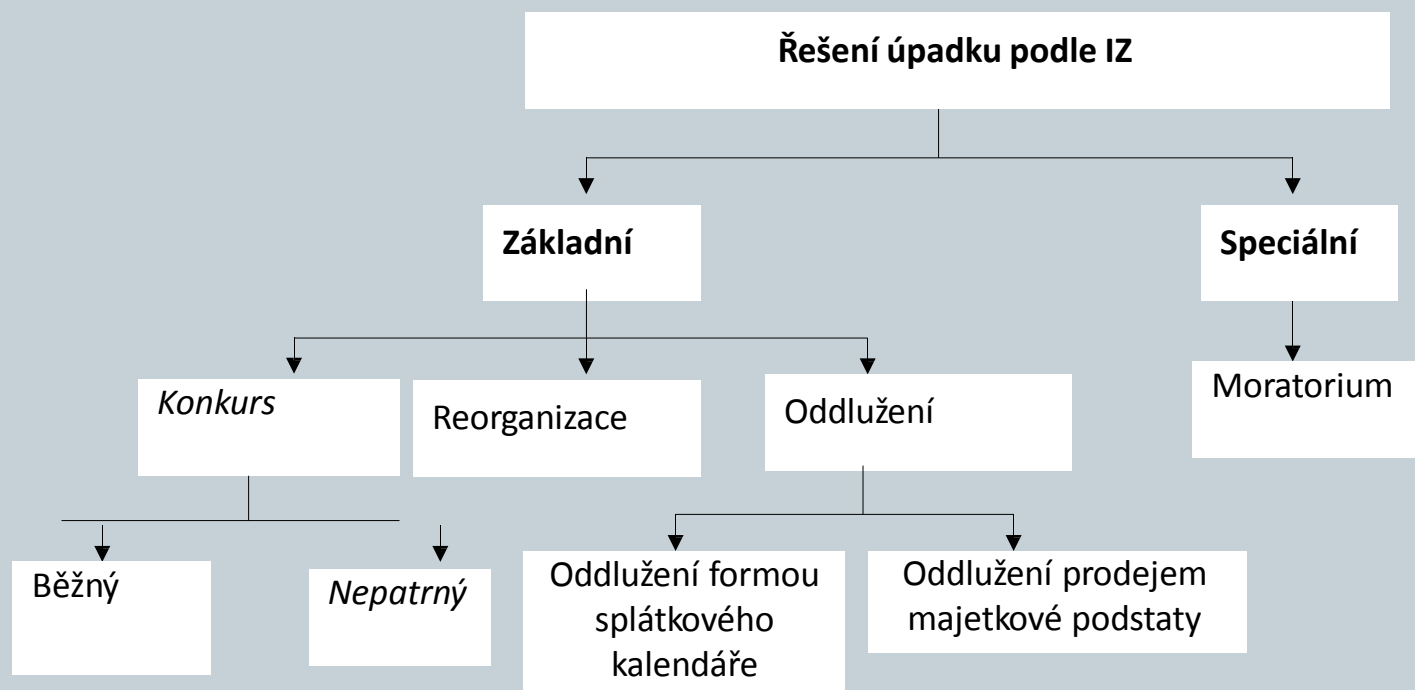 Řešení úpadku podle IZ
Základní
Speciální
Konkurs
Reorganizace
Oddlužení
Moratorium
Běžný
Nepatrný
Oddlužení formou
splátkového
kalendáře
Oddlužení prodejem
majetkové podstaty